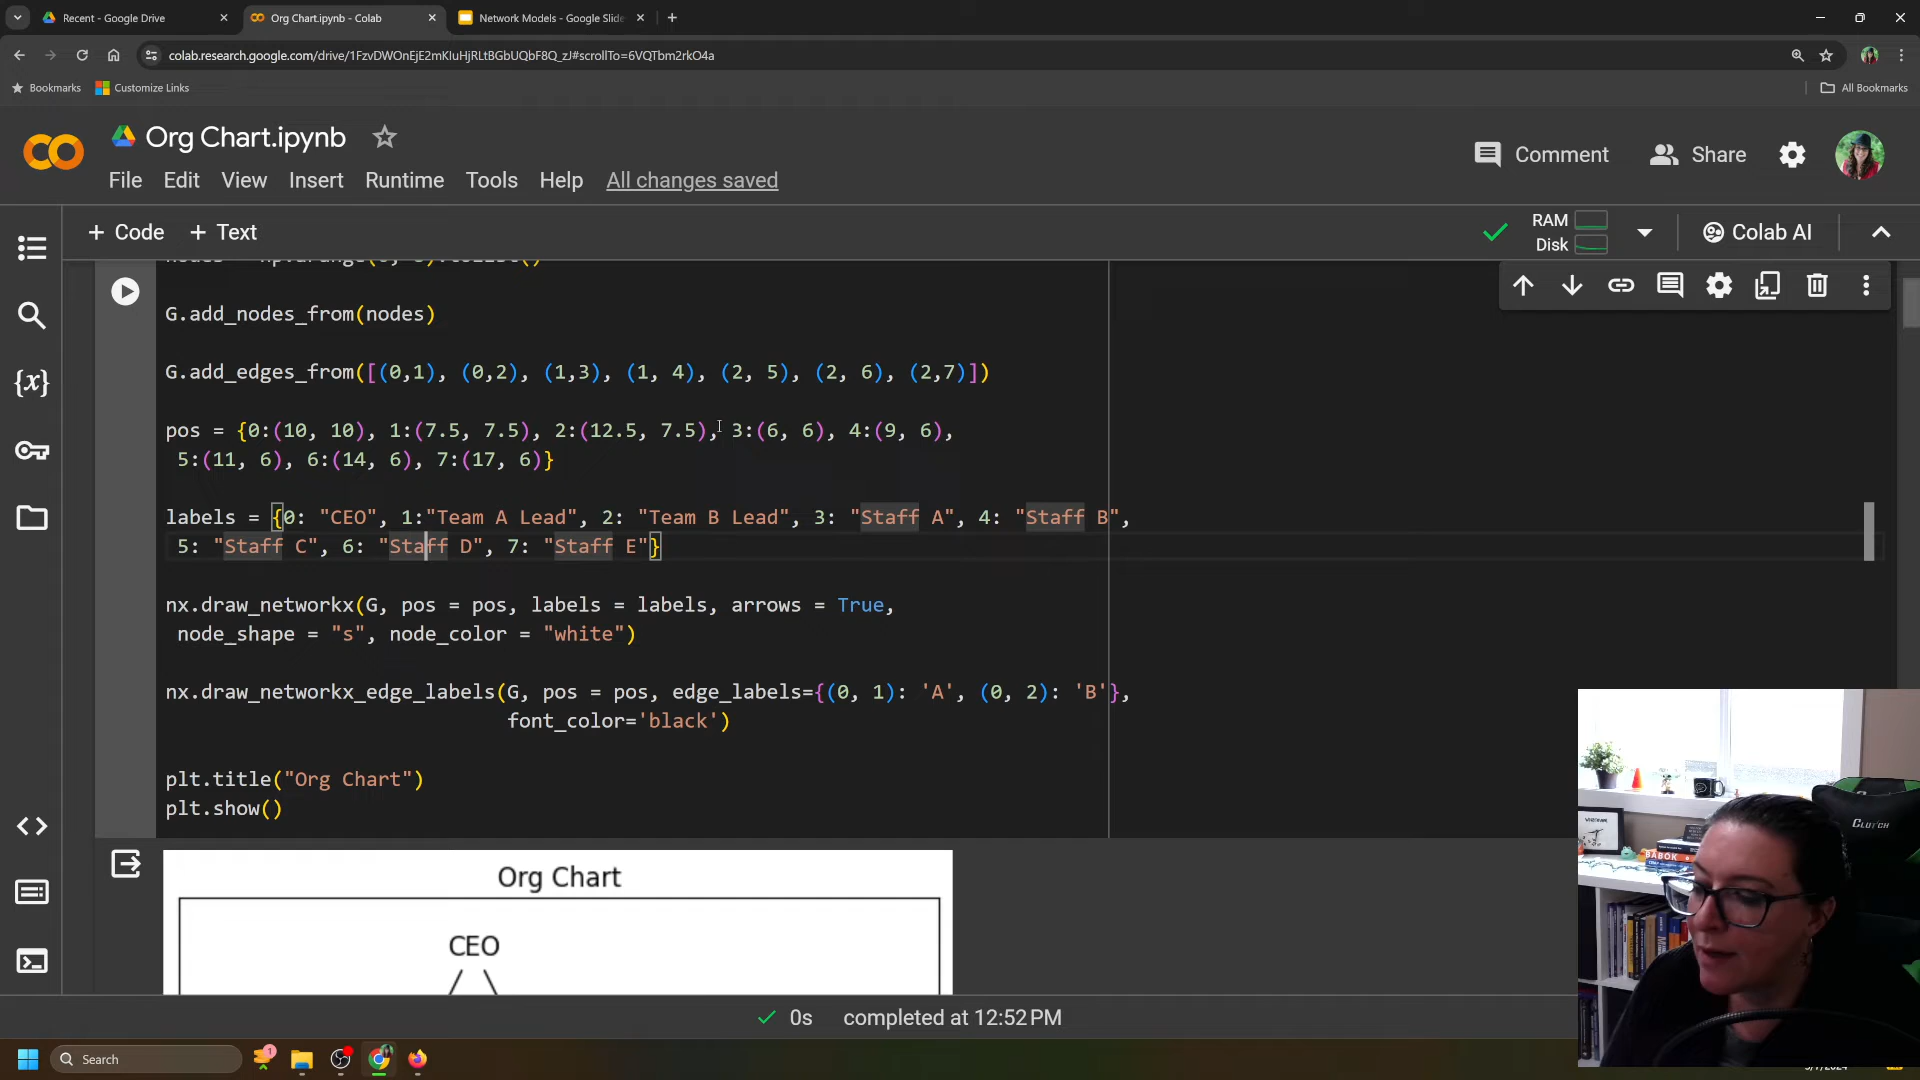 Recent - Google Drive
Org Chart.ipynb - Colab
Network Models - Google Slide
colab.research.google.com/drive/1FzvDWOnEjE2mKIuHjRLtBGbUQbF8Q_zJ#scrollTo=6VQTbm2rkO4a
Bookmarks
Customize Links
All Bookmarks
Org Chart.ipynb
Comment
Share
File Edit View Insert Runtime Tools Help All changes saved
+ Code + Text
RAM
Disk
Colab AI
G.add_nodes_from(nodes)
G.add_edges_from([(0,1), (0,2), (1,3), (1, 4), (2, 5), (2, 6), (2,7)])
pos = {0:(10, 10), 1:(7.5, 7.5), 2:(12.5, 7.5), 3:(6, 6), 4:(9, 6),
5:(11, 6), 6:(14, 6), 7:(17, 6)}
labels = {0: "CEO", 1:"Team A Lead", 2: "Team B Lead", 3: "Staff A", 4: "Staff B",
5: "Staff C", 6: "Staff D", 7: "Staff E"}
nx.draw_networkx(G, pos = pos, labels = labels, arrows = True,
node_shape = "s", node_color = "white")
nx.draw_networkx_edge_labels(G, pos = pos, edge_labels={(0, 1): 'A', (0, 2): 'B'},
font_color='black')
plt.title("Org Chart")
plt.show()
Org Chart
CEO
0s completed at 12:52 PM
CLUTCH
BABOK
Search
1